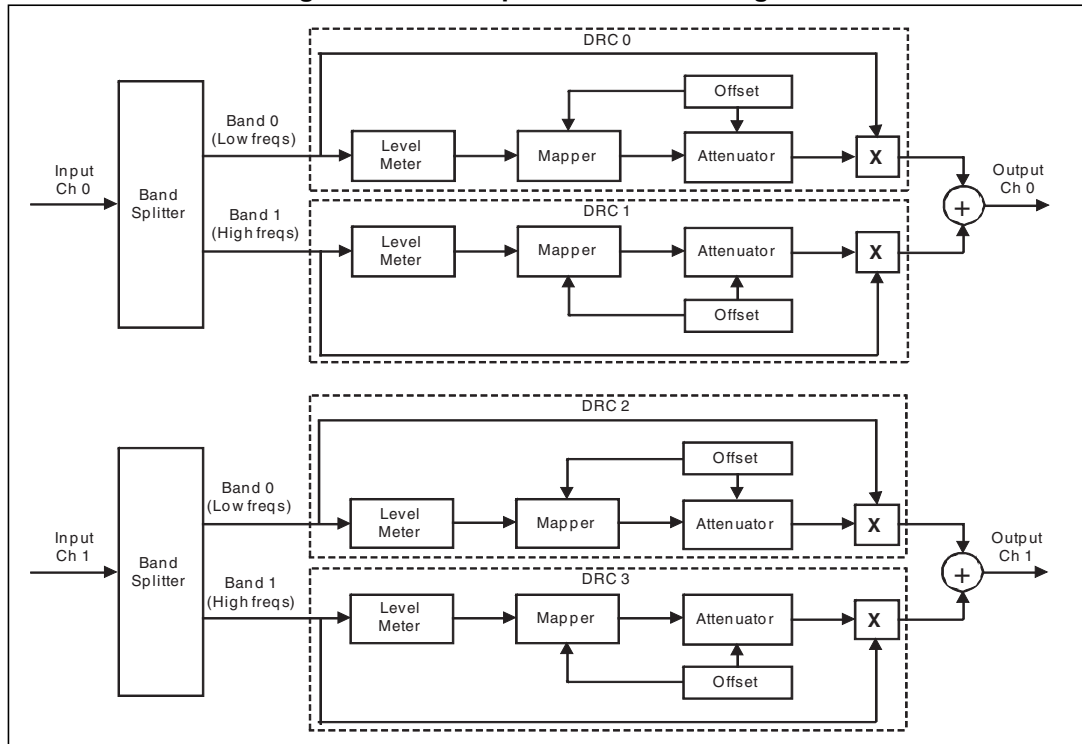 DRC 0
Offset
Band 0
(Low freqs)
Level
Meter
Mapper
Attenuator
X
Input
Ch 0
Band
Splitter
Output
Ch 0
+
Band 1
(High freqs)
DRC 1
Level
Meter
Mapper
Attenuator
X
Offset
DRC 2
Offset
Band 0
(Low freqs)
Level
Meter
Mapper
Attenuator
X
Input
Ch 1
Band
Splitter
Output
Ch 1
+
Band 1
(High freqs)
DRC 3
Level
Meter
Mapper
Attenuator
X
Offset